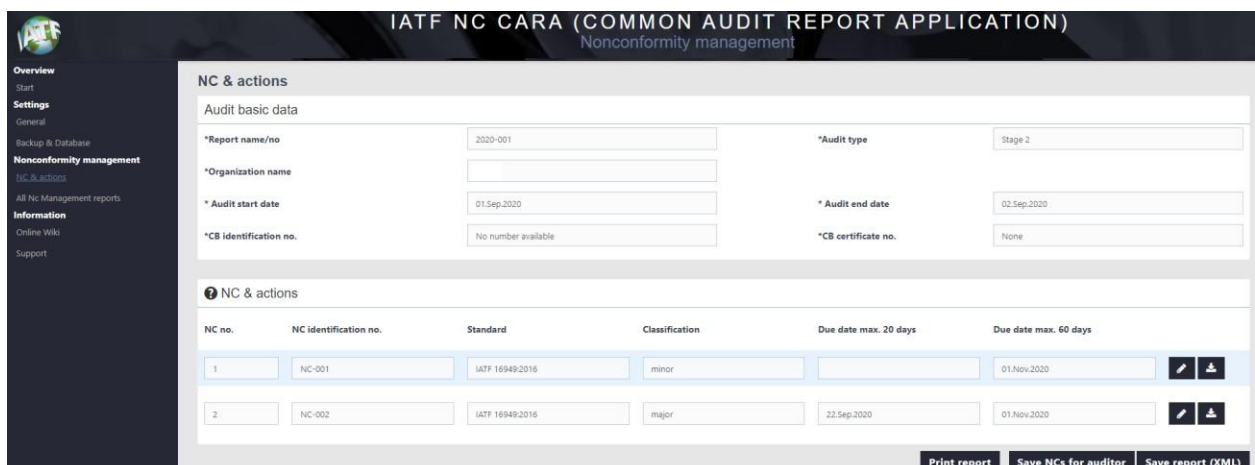 IATF
IATF NC CARA (COMMON AUDIT REPORT APPLICATION)
Nonconformity management
Overview
Start
Settings
General
Backup & Database
Nonconformity management
NC & actions
All Nc Management reports
Information
Online Wiki
Support
NC & actions
Audit basic data
*Report name/no 2020-001 *Audit type Stage 2
*Organization name
* Audit start date 01.Sep.2020 * Audit end date 02.Sep.2020
*CB identification no. No number available *CB certificate no. None
? NC & actions
NC no. NC identification no. Standard Classification Due date max. 20 days Due date max. 60 days
1 NC-001 IATF 16949:2016 minor 01.Nov.2020
2 NC-002 IATF 16949:2016 major 22.Sep.2020 01.Nov.2020
Print report Save NCs for auditor Save report (XML)